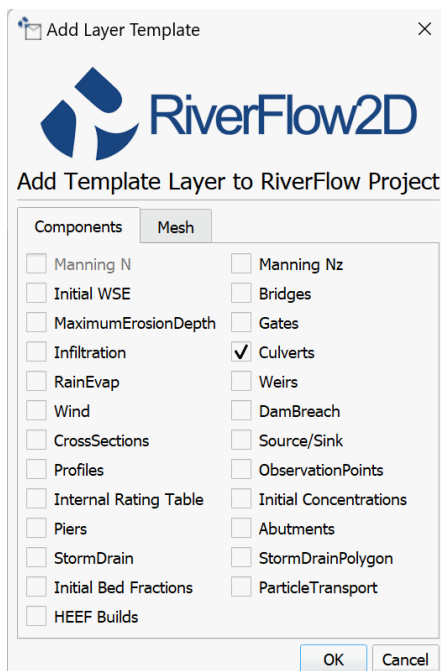 Add Layer Template
RiverFlow2D
Add Template Layer to RiverFlow Project
Components Mesh
Manning N Manning Nz
Initial WSE Bridges
MaximumErosionDepth Gates
Infiltration Culverts
RainEvap Weirs
Wind DamBreach
CrossSections Source/Sink
Profiles ObservationPoints
Internal Rating Table Initial Concentrations
Piers Abutments
StormDrain StormDrainPolygon
Initial Bed Fractions ParticleTransport
HEEF Builds
OK Cancel